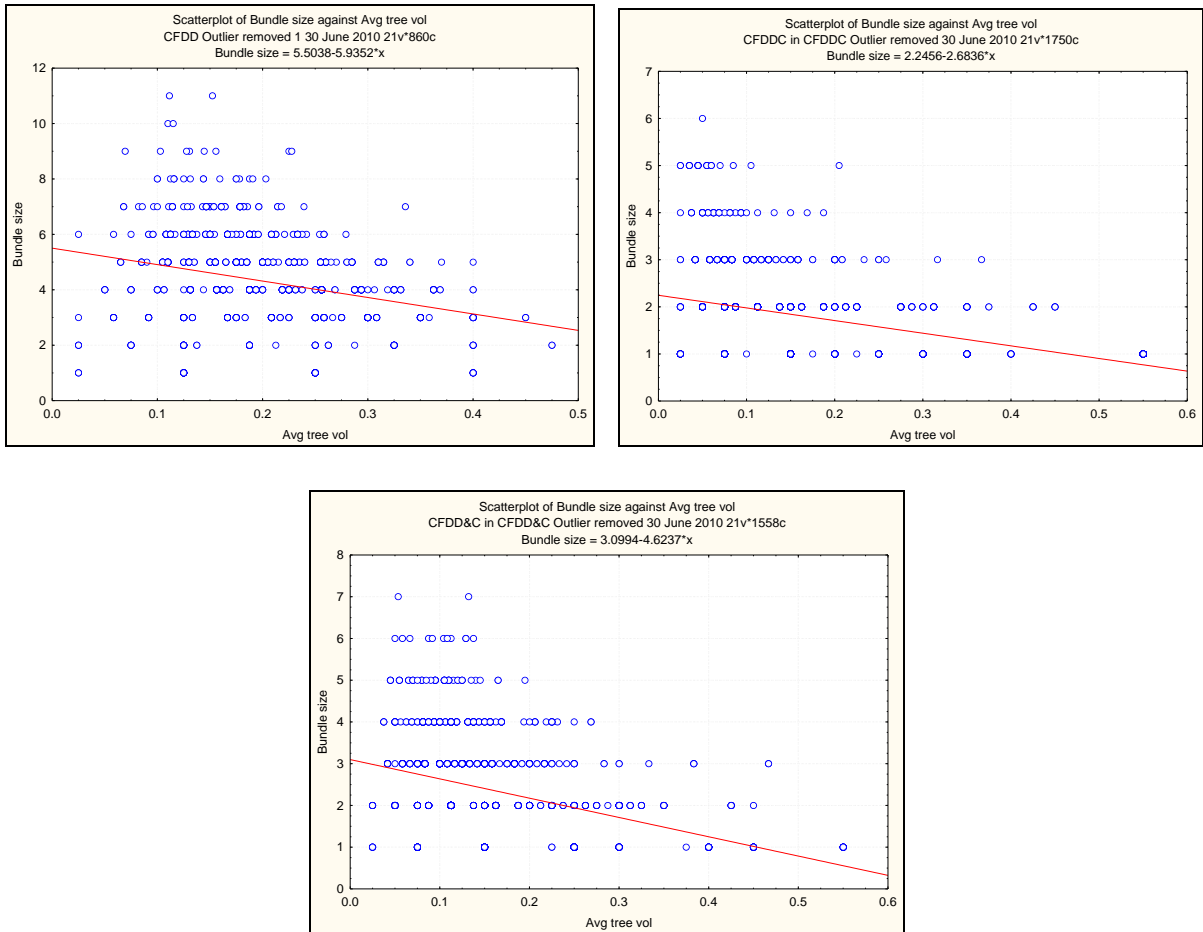 Scatterplot of Bundle size against Avg tree vol
CFDD Outlier removed 1 30 June 2010 21v*860c
Bundle size = 5.5038-5.9352*x
12
10
8
6
4
2
0
Bundle size
0.0 0.1 0.2 0.3 0.4 0.5
Avg tree vol
Scatterplot of Bundle size against Avg tree vol
CFDDC in CFDDC Outlier removed 30 June 2010 21v*1750c
Bundle size = 2.2456-2.6836*x
7
6
5
4
3
2
1
0
Bundle size
0.0 0.1 0.2 0.3 0.4 0.5 0.6
Avg tree vol
Scatterplot of Bundle size against Avg tree vol
CFDD&C in CFDD&C Outlier removed 30 June 2010 21v*1558c
Bundle size = 3.0994-4.6237*x
8
7
6
5
4
3
2
1
0
Bundle size
0.0 0.1 0.2 0.3 0.4 0.5 0.6
Avg tree vol